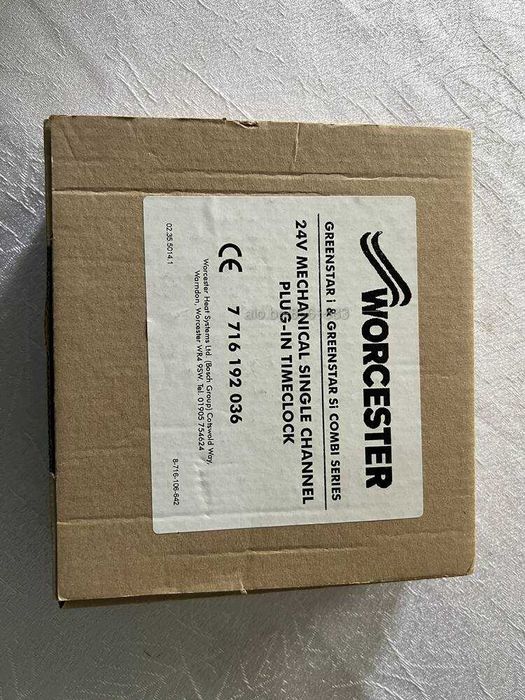 WORCESTER
GREENSTAR i & GREENSTAR Si COMBI SERIES
24V MECHANICAL SINGLE CHANNEL
PLUG-IN TIMECLOCK
CE 7 716 192 036
Worcester Heat Systems Ltd. (Bosch Group) Cotswold Way,
Warndon, Worcester WR4 9SW. Tel. 01905 754624
02.35.5014.1
8-716-106-642